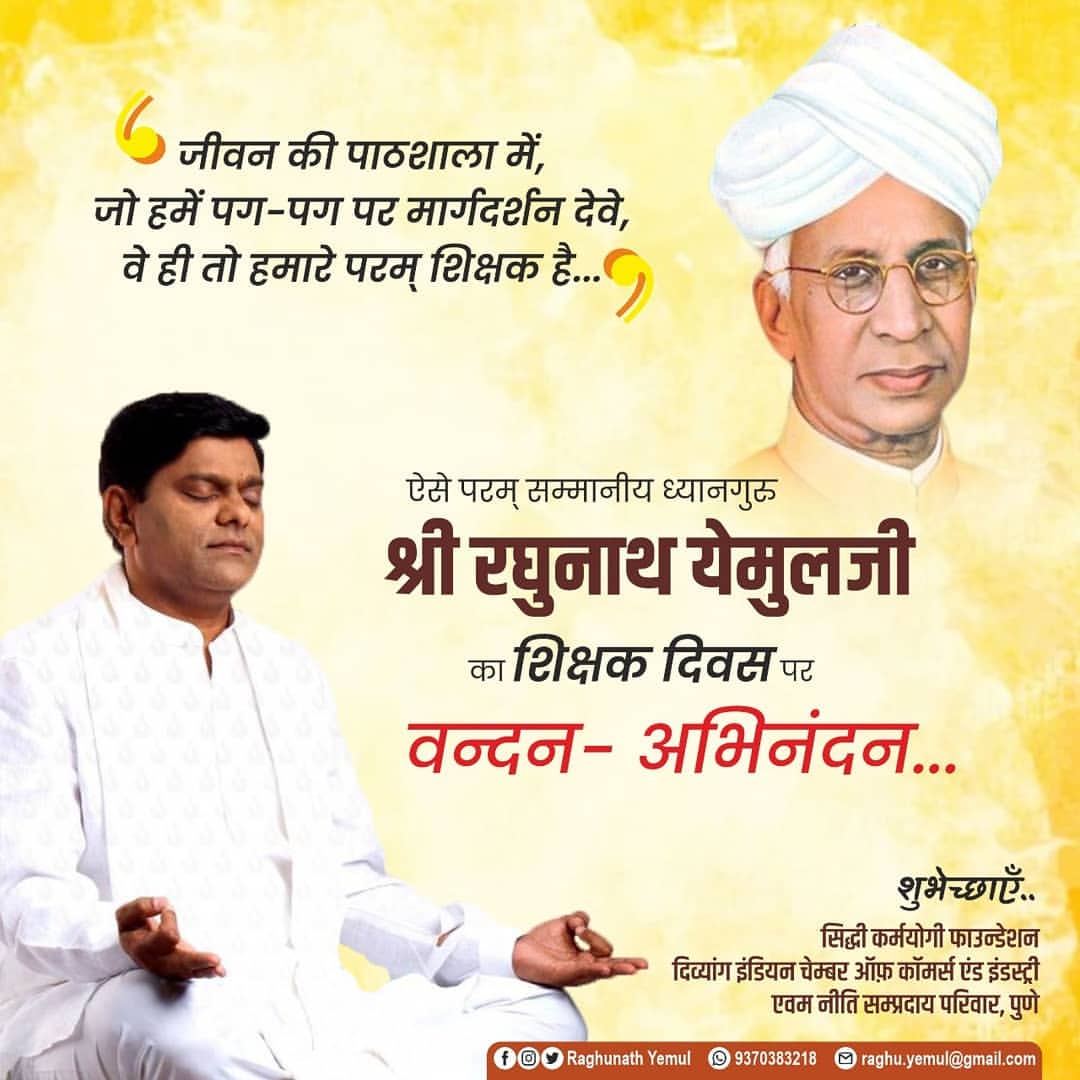 जीवन की पाठशाला में,
जो हमें पग-पग पर मार्गदर्शन देवे,
वे ही तो हमारे परम् शिक्षक है...
ऐसे परम् सम्माननीय ध्यानगुरु
श्री रघुनाथ येमुलजी
का शिक्षक दिवस पर
वन्दन- अभिनंदन...
शुभेच्छाएँ..
सिद्धी कर्मयोगी फाउन्डेशन
दिव्यांग इंडियन चेम्बर ऑफ़ कॉमर्स एंड इंडस्ट्री
एवम नीति सम्प्रदाय परिवार, पुणे
Raghunath Yemul 9370383218 raghu.yemul@gmail.com